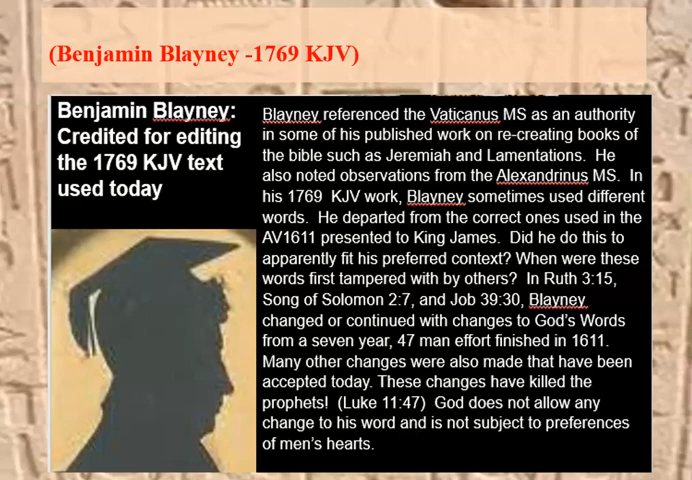 (Benjamin Blayney -1769 KJV)
Benjamin Blayney:
Credited for editing
the 1769 KJV text
used today
Blayney referenced the Vaticanus MS as an authority
in some of his published work on re-creating books of
the bible such as Jeremiah and Lamentations.  He
also noted observations from the Alexandrinus MS.  In
his 1769  KJV work, Blayney sometimes used different
words.  He departed from the correct ones used in the
AV1611 presented to King James.  Did he do this to
apparently fit his preferred context? When were these
words first tampered with by others?  In Ruth 3:15,
Song of Solomon 2:7, and Job 39:30, Blayney
changed or continued with changes to God's Words
from a seven year, 47 man effort finished in 1611.
Many other changes were also made that have been
accepted today. These changes have killed the
prophets!  (Luke 11:47)  God does not allow any
change to his word and is not subject to preferences
of men's hearts.